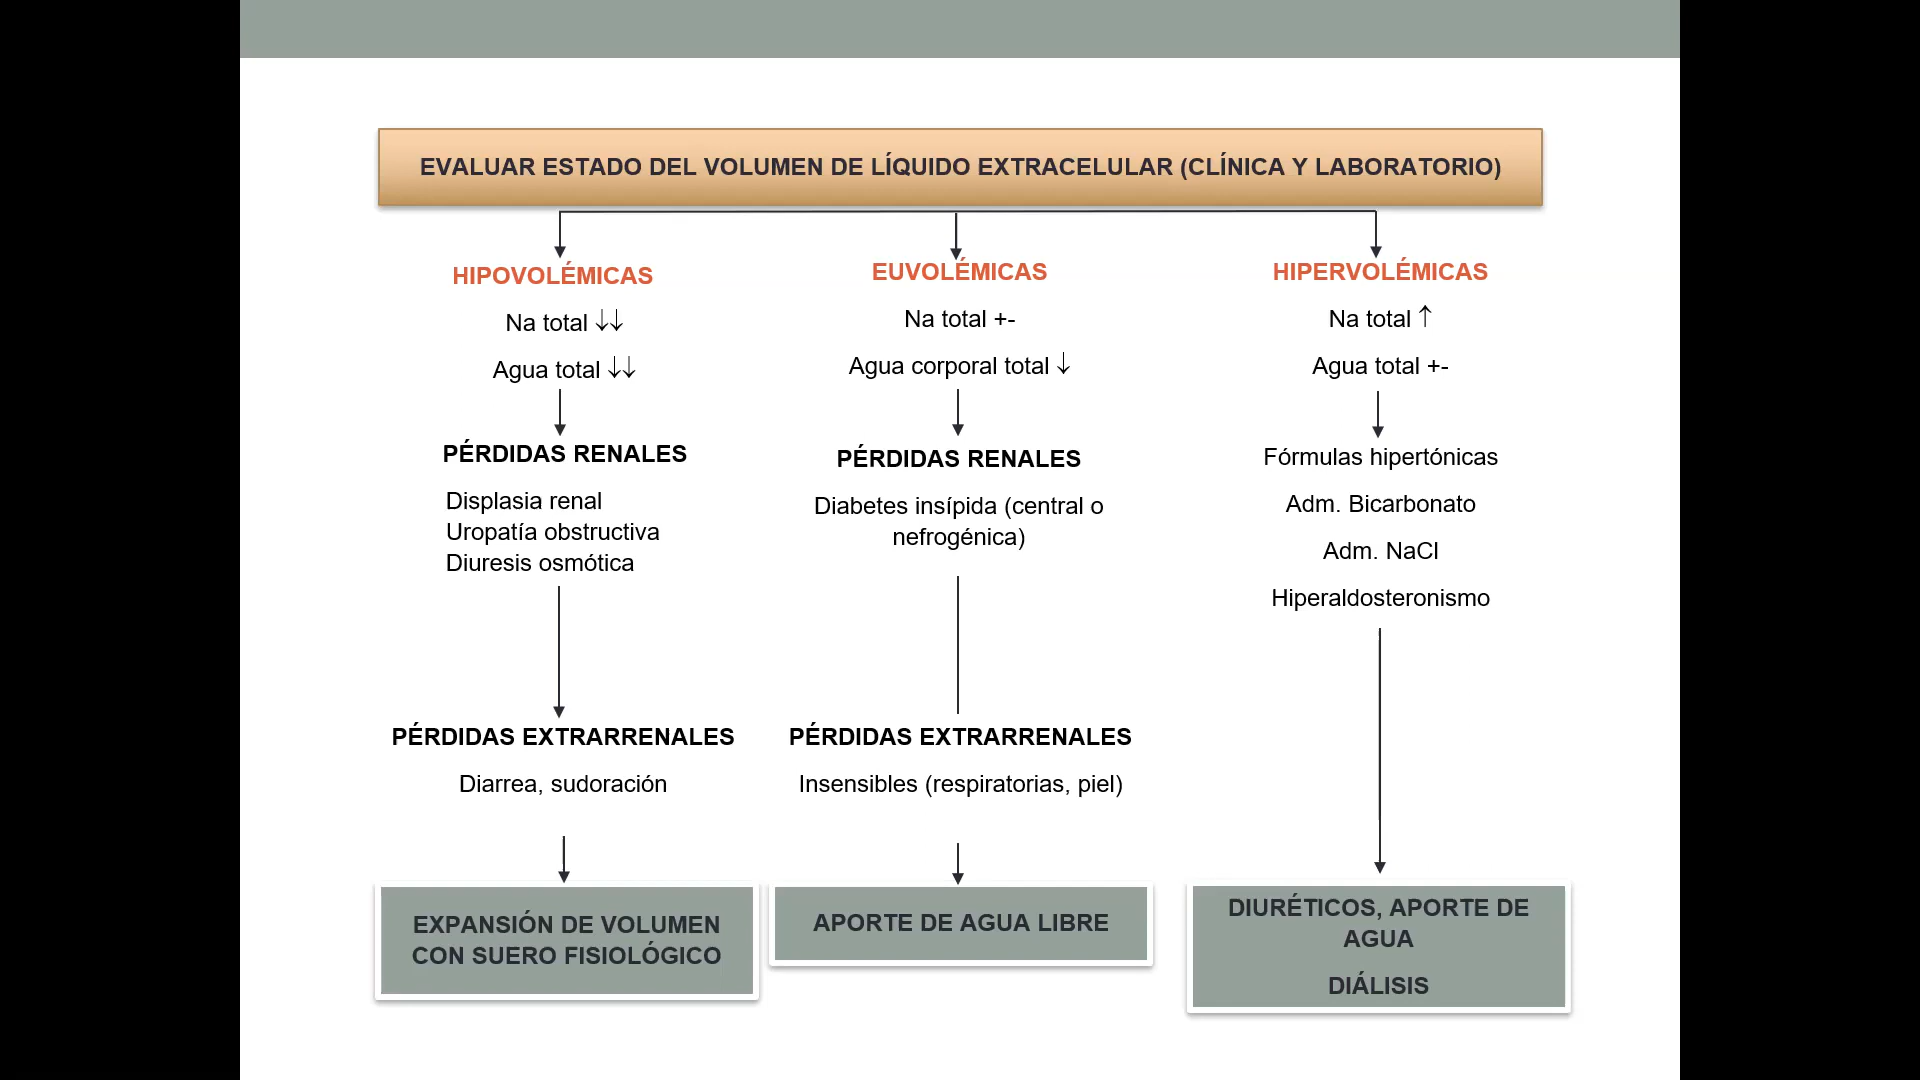 EVALUAR ESTADO DEL VOLUMEN DE LÍQUIDO EXTRACELULAR (CLÍNICA Y LABORATORIO)
HIPOVOLÉMICAS
Na total ↓↓
Agua total ↓↓
PÉRDIDAS RENALES
Displasia renal
Uropatía obstructiva
Diuresis osmótica
PÉRDIDAS EXTRARRENALES
Diarrea, sudoración
EXPANSIÓN DE VOLUMEN
CON SUERO FISIOLÓGICO
EUVOLÉMICAS
Na total +-
Agua corporal total ↓
PÉRDIDAS RENALES
Diabetes insípida (central o
nefrogénica)
PÉRDIDAS EXTRARRENALES
Insensibles (respiratorias, piel)
APORTE DE AGUA LIBRE
HIPERVOLÉMICAS
Na total ↑
Agua total +-
Fórmulas hipertónicas
Adm. Bicarbonato
Adm. NaCl
Hiperaldosteronismo
DIURÉTICOS, APORTE DE
AGUA
DIÁLISIS